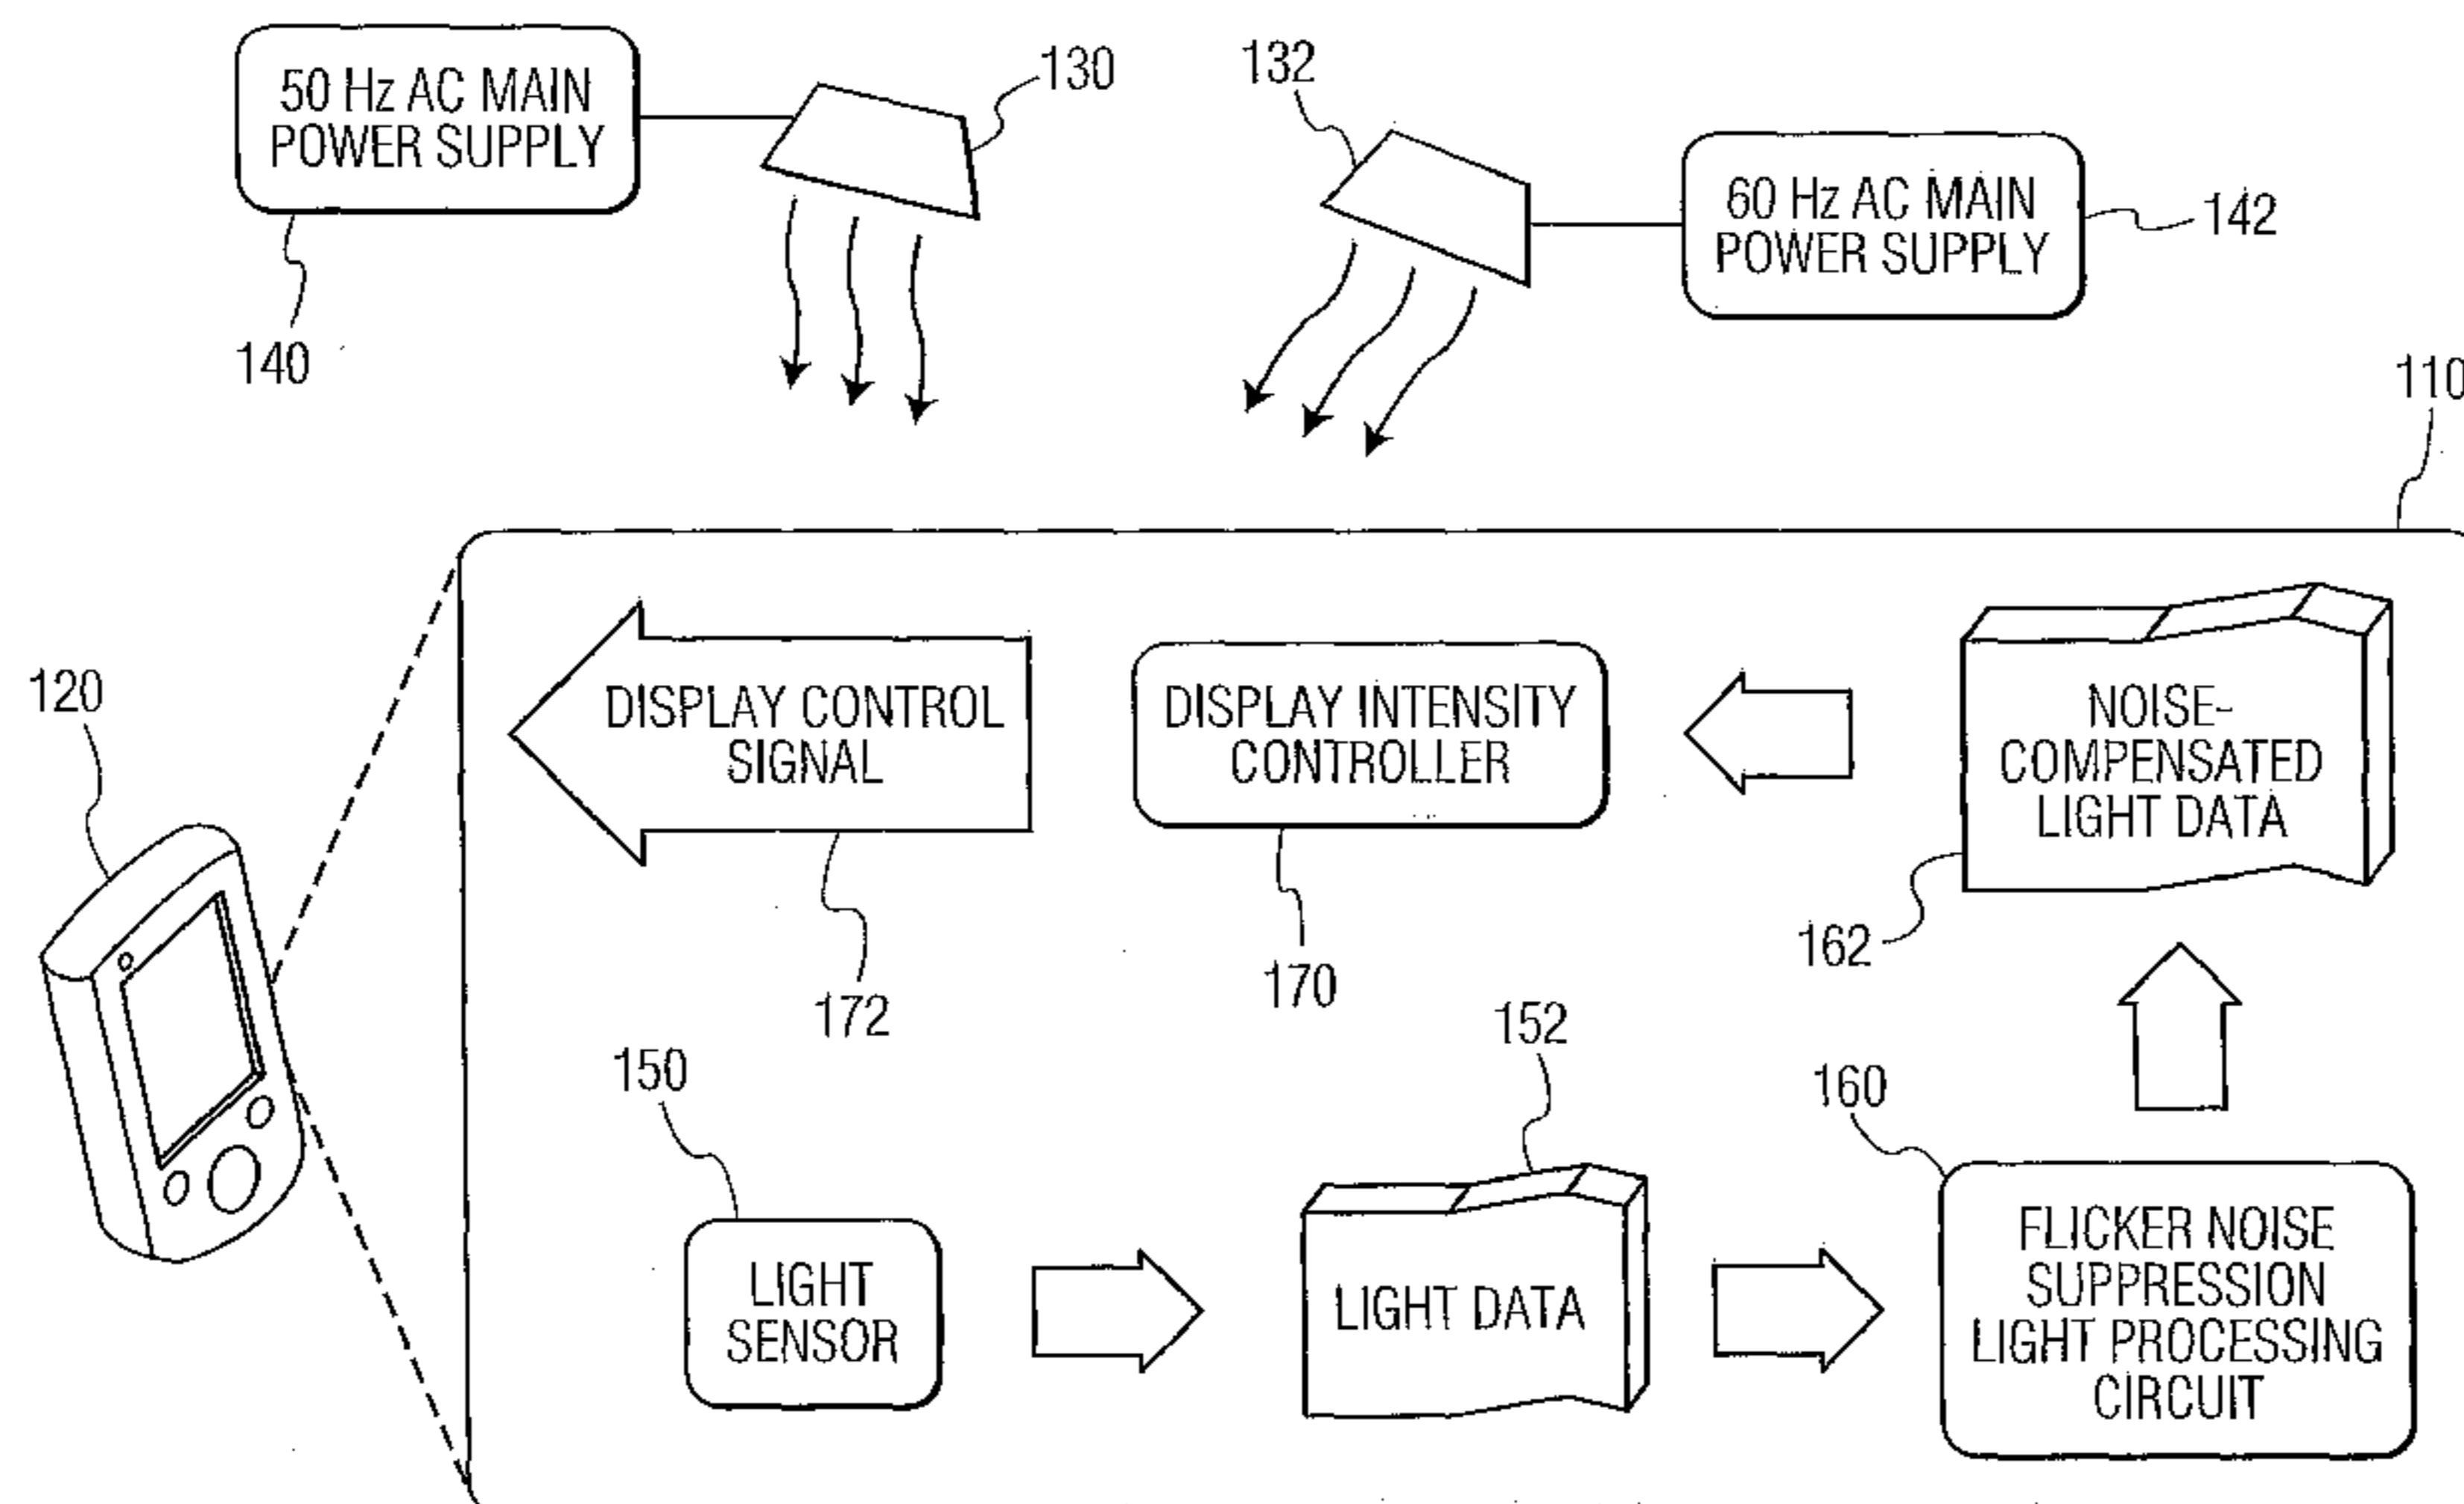 50 Hz AC MAIN
POWER SUPPLY
140
130
132
60 Hz AC MAIN
POWER SUPPLY
142
110
120
DISPLAY CONTROL
SIGNAL
172
DISPLAY INTENSITY
CONTROLLER
170
NOISE-
COMPENSATED
LIGHT DATA
162
150
LIGHT
SENSOR
152
LIGHT DATA
160
FLICKER NOISE
SUPPRESSION
LIGHT PROCESSING
CIRCUIT